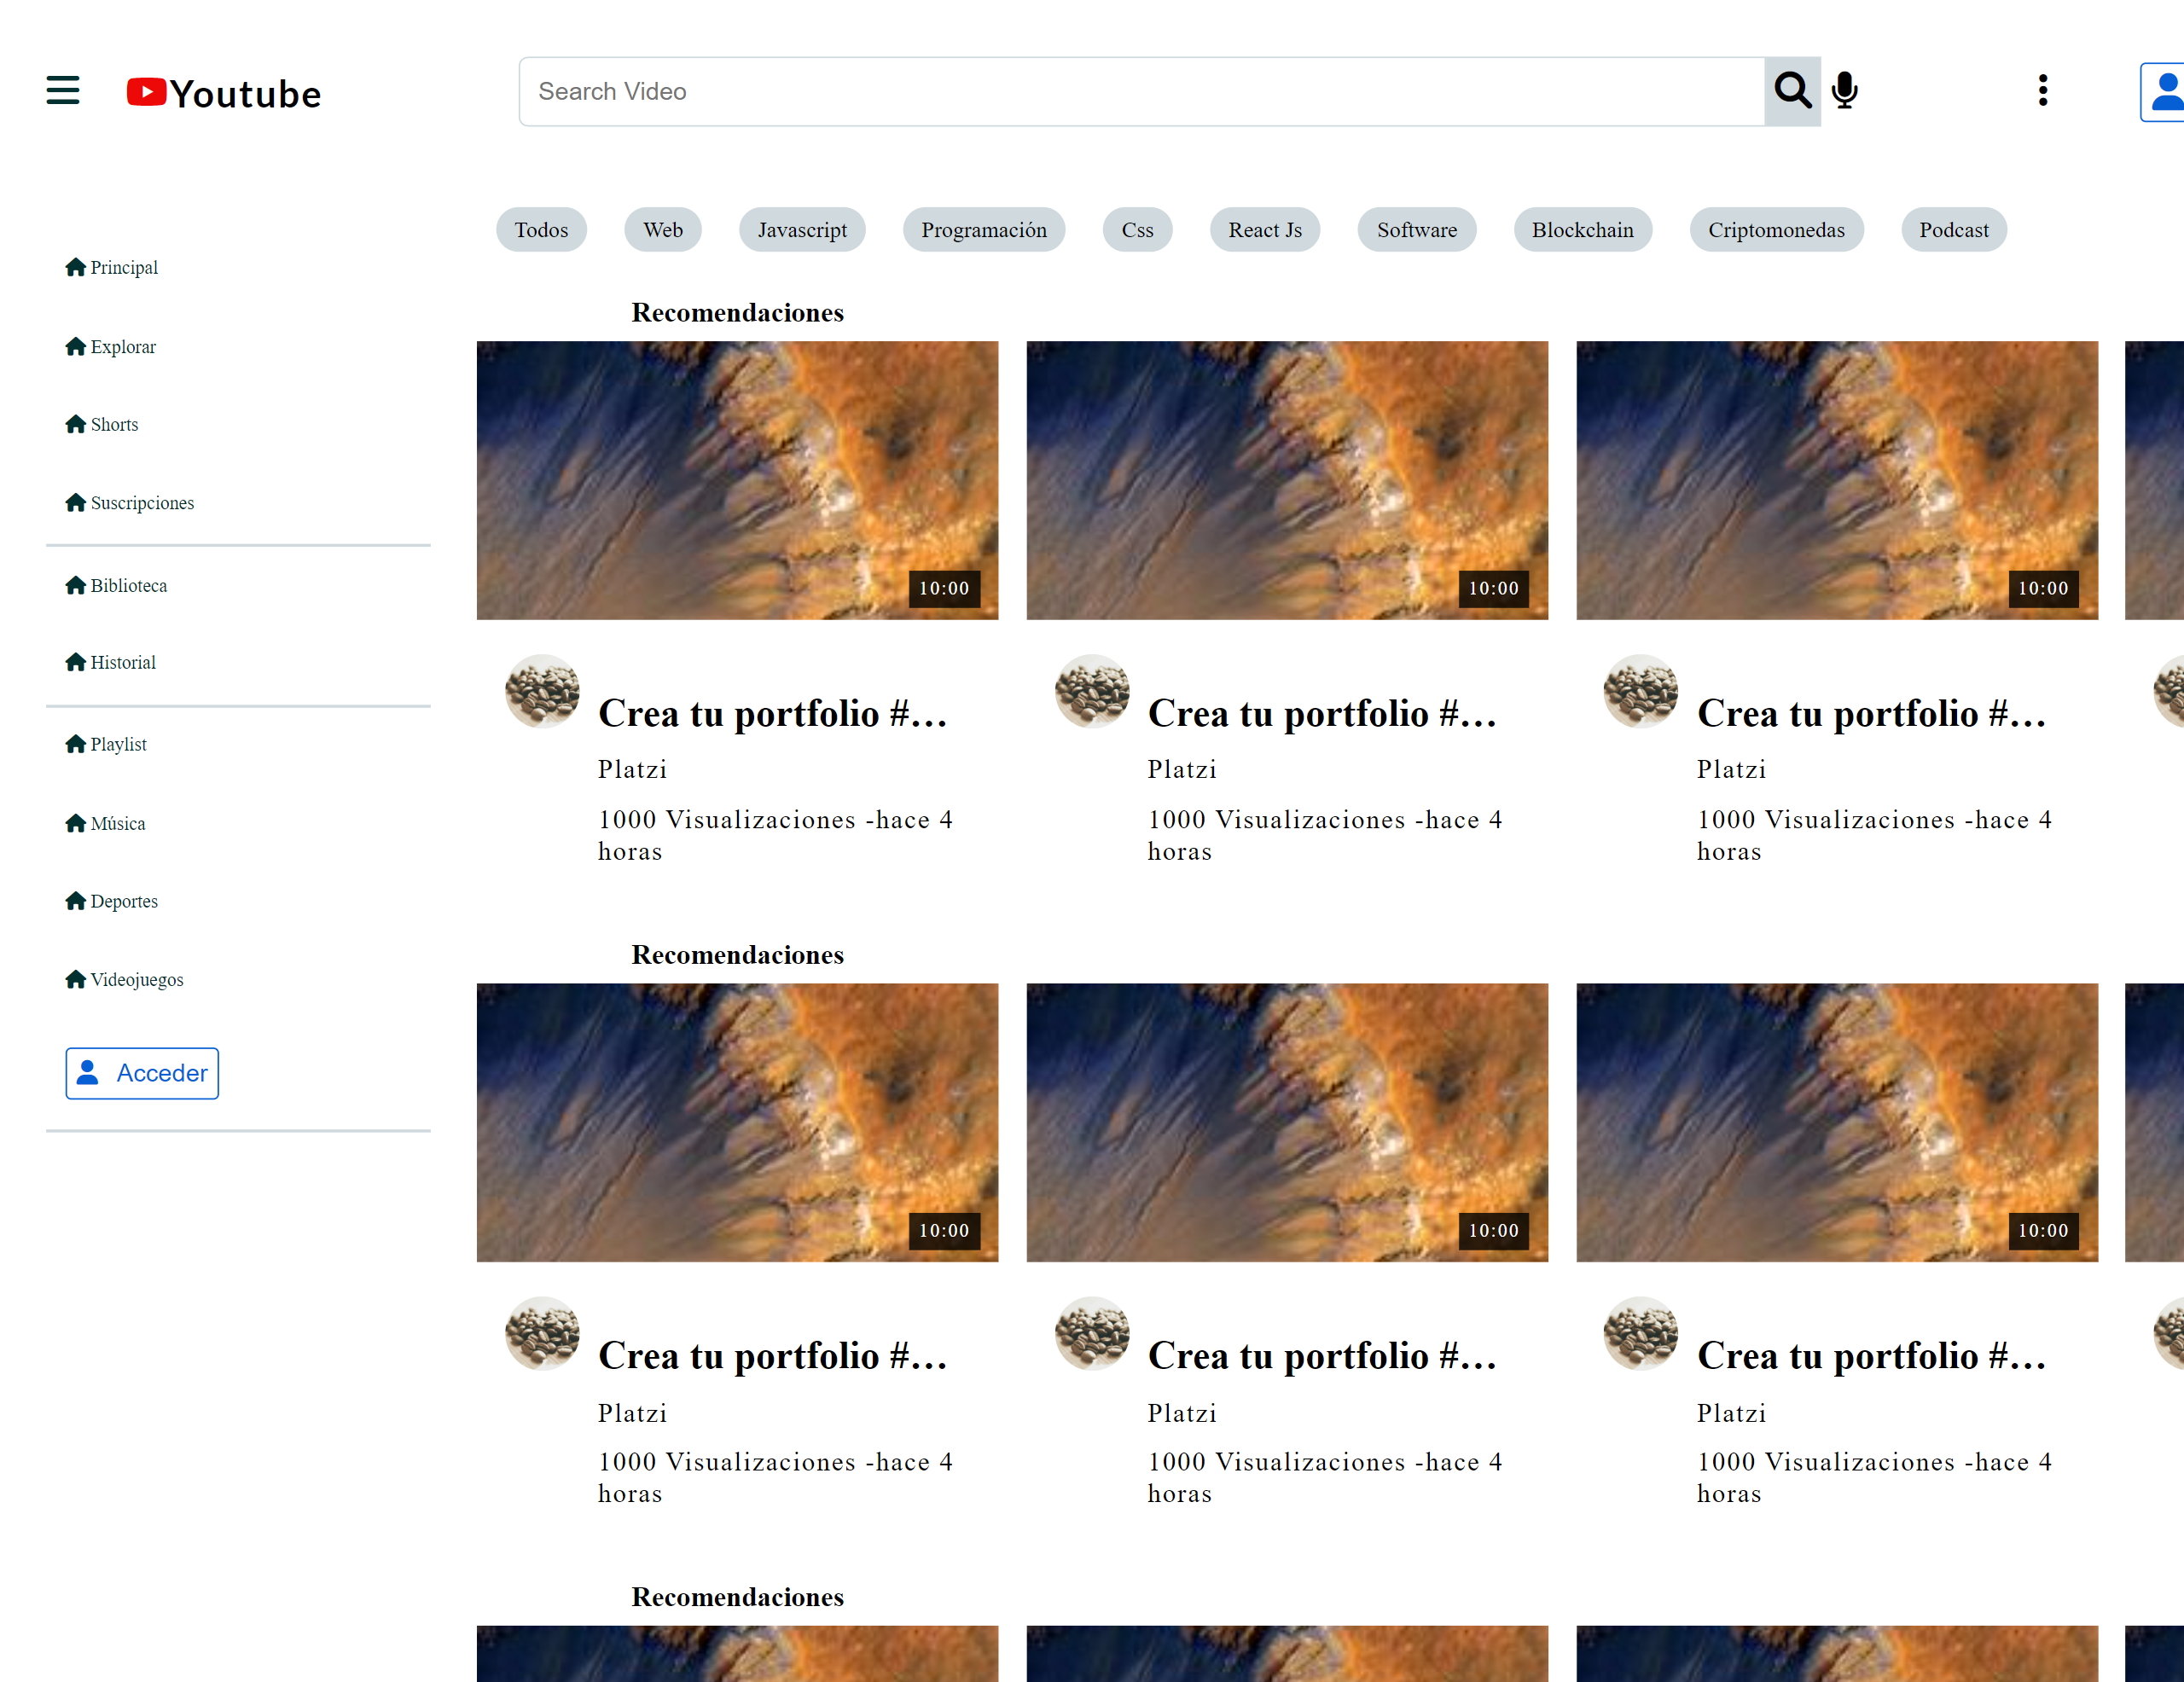 Youtube
Search Video
Todos Web Javascript Programación Css React Js Software Blockchain Criptomonedas Podcast
Principal
Explorar
Shorts
Suscripciones
Biblioteca
Historial
Playlist
Música
Deportes
Videojuegos
Acceder
Recomendaciones
10:00 10:00 10:00
Crea tu portfolio #... Crea tu portfolio #... Crea tu portfolio #...
Platzi Platzi Platzi
1000 Visualizaciones -hace 4 1000 Visualizaciones -hace 4 1000 Visualizaciones -hace 4
horas horas horas
Recomendaciones
10:00 10:00 10:00
Crea tu portfolio #... Crea tu portfolio #... Crea tu portfolio #...
Platzi Platzi Platzi
1000 Visualizaciones -hace 4 1000 Visualizaciones -hace 4 1000 Visualizaciones -hace 4
horas horas horas
Recomendaciones